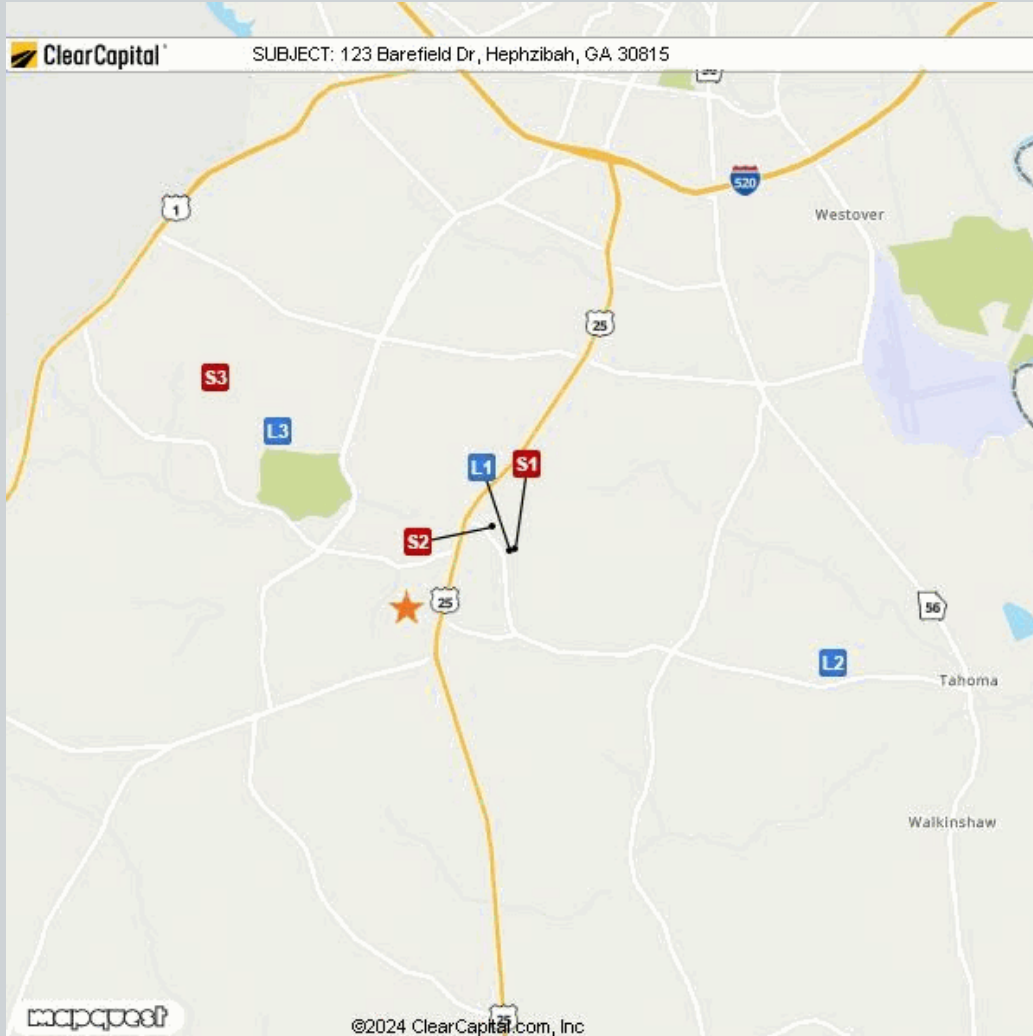 ClearCapital
SUBJECT: 123 Barefield Dr, Hephzibah, GA 30815
520
1
Westover
25
S3
L3
L1
S1
S2
25
56
L2
Tahoma
Walkinshaw
mapquest
©2024 ClearCapital.com, Inc
25